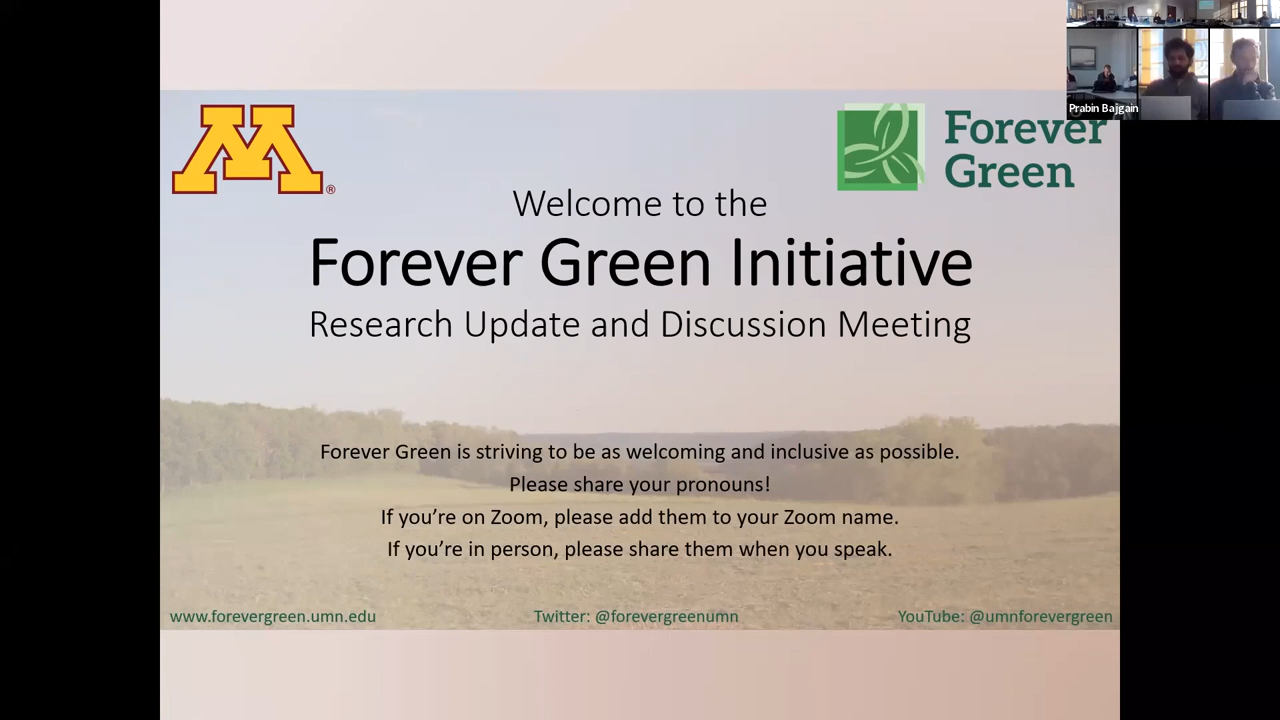 Prabin Bajgain
M
®
Forever
Green
Welcome to the
Forever Green Initiative
Research Update and Discussion Meeting
Forever Green is striving to be as welcoming and inclusive as possible.
Please share your pronouns!
If you’re on Zoom, please add them to your Zoom name.
If you’re in person, please share them when you speak.
www.forevergreen.umn.edu
Twitter: @forevergreenumn
YouTube: @umnforevergreen